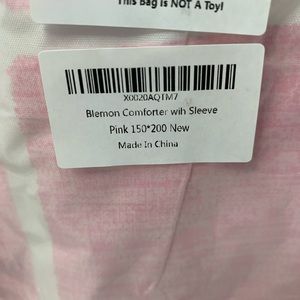 This Bag Is NOT A Toy!
X0020AQTM7
Blemon Comforter wih Sleeve
Pink 150*200 New
Made In China